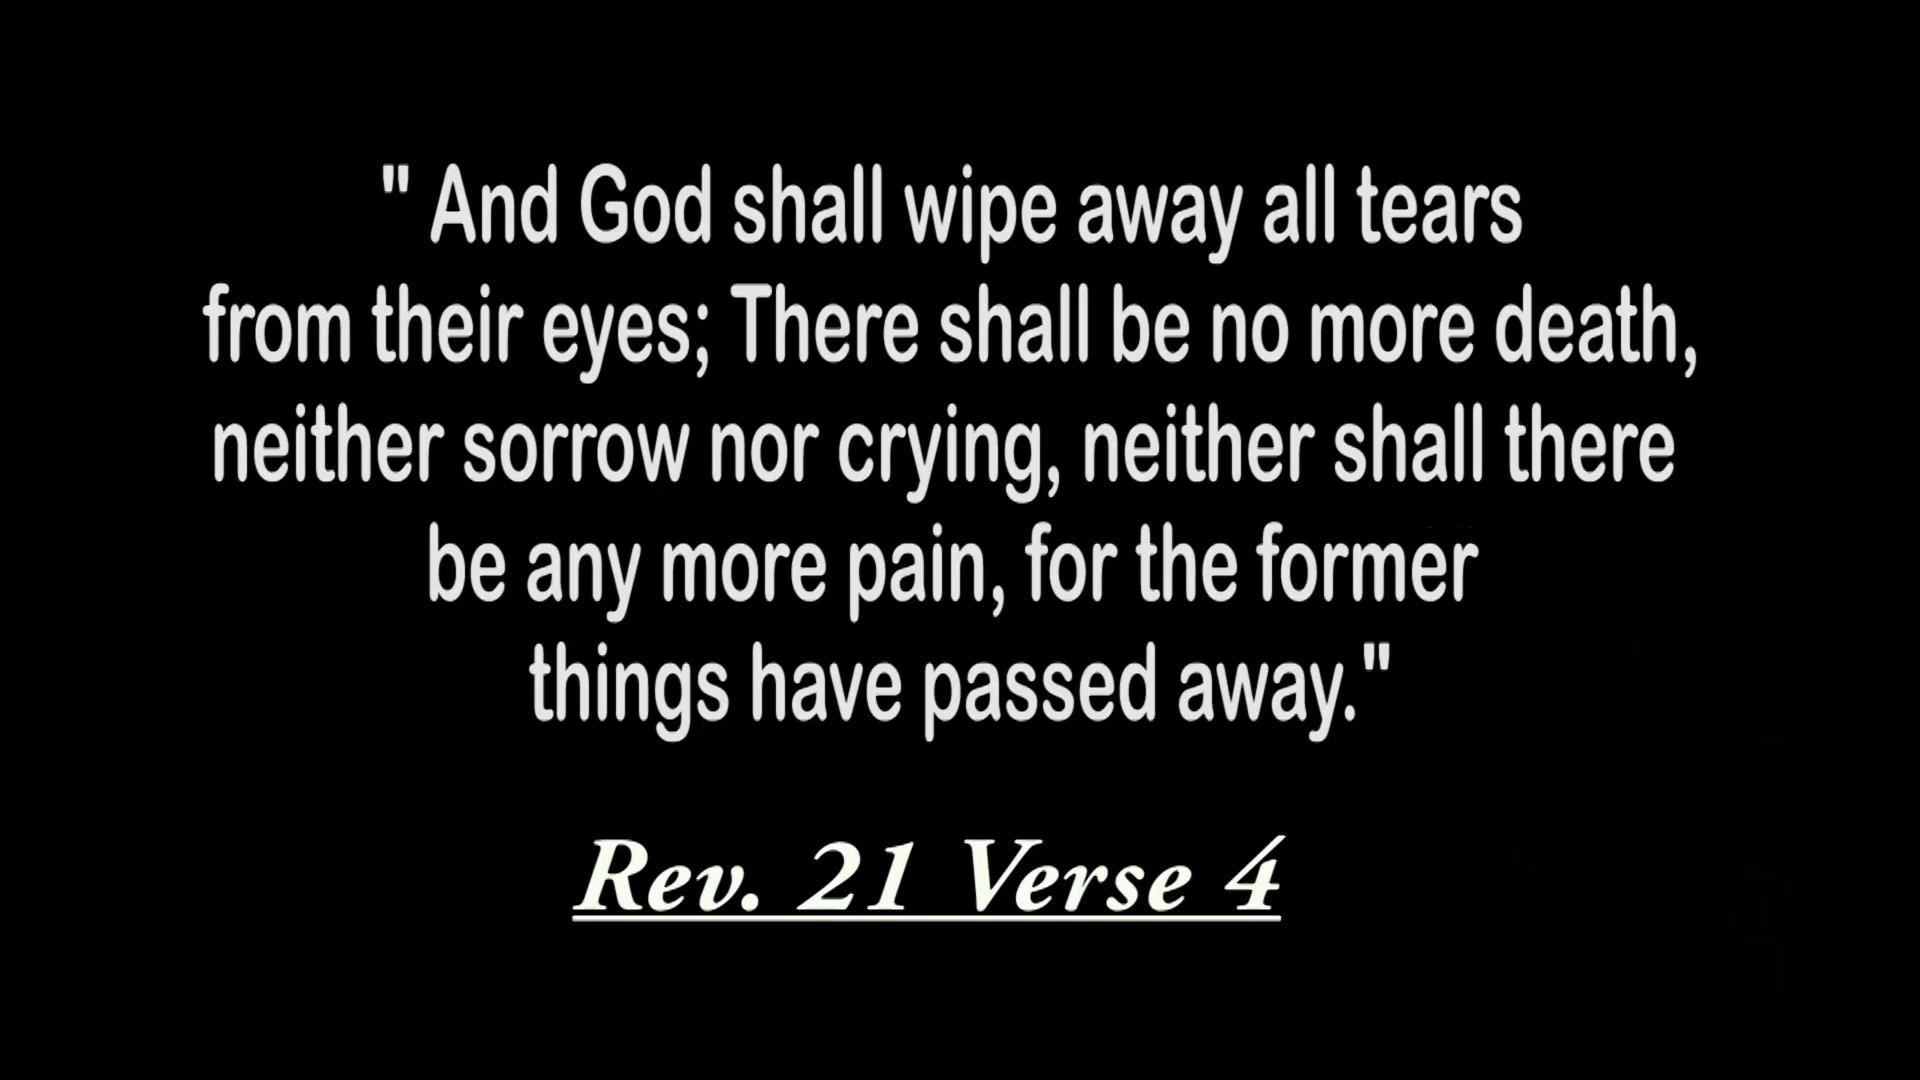 " And God shall wipe away all tears
from their eyes; There shall be no more death,
neither sorrow nor crying, neither shall there
be any more pain, for the former
things have passed away."
Rev. 21 Verse 4